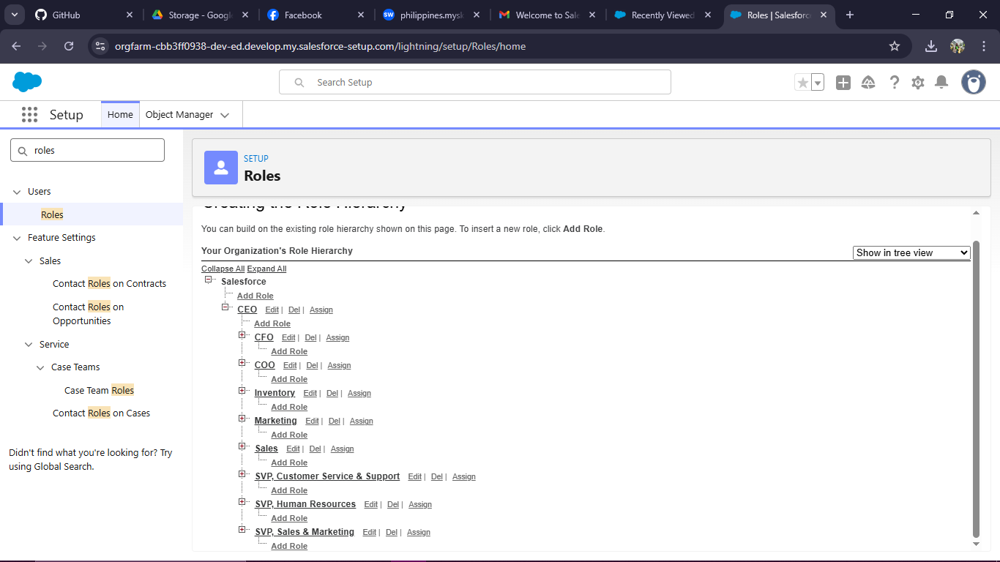 GitHub
Storage - Google
Facebook
philippines.mysk
Welcome to Sale
Recently Viewed
Roles | Salesforce
orgfarm-cbb3ff0938-dev-ed.develop.my.salesforce-setup.com/lightning/setup/Roles/home
Search Setup
Setup
Home
Object Manager
roles
Users
Roles
Feature Settings
Sales
Contact Roles on Contracts
Contact Roles on
Opportunities
Service
Case Teams
Case Team Roles
Contact Roles on Cases
Didn't find what you're looking for? Try
using Global Search.
SETUP
Roles
Creating the Role Hierarchy
You can build on the existing role hierarchy shown on this page. To insert a new role, click Add Role.
Your Organization's Role Hierarchy
Show in tree view
Collapse All Expand All
Salesforce
Add Role
CEO Edit | Del | Assign
Add Role
CFO Edit | Del | Assign
Add Role
COO Edit | Del | Assign
Add Role
Inventory Edit | Del | Assign
Add Role
Marketing Edit | Del | Assign
Add Role
Sales Edit | Del | Assign
Add Role
SVP, Customer Service & Support Edit | Del | Assign
Add Role
SVP, Human Resources Edit | Del | Assign
Add Role
SVP, Sales & Marketing Edit | Del | Assign
Add Role